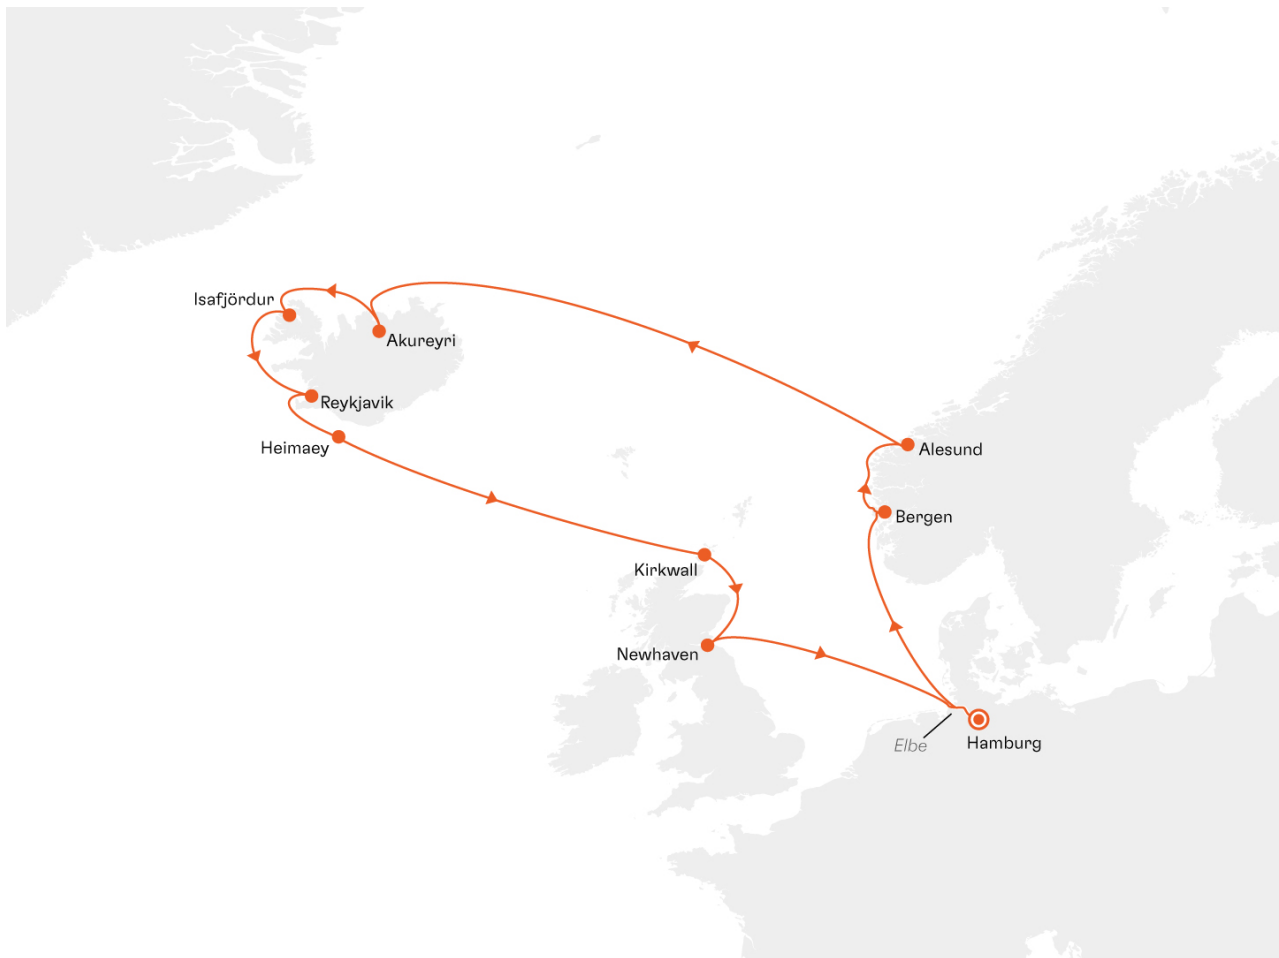 Isafjördur
Akureyri
Reykjavik
Heimaey
Alesund
Bergen
Kirkwall
Newhaven
Elbe
Hamburg